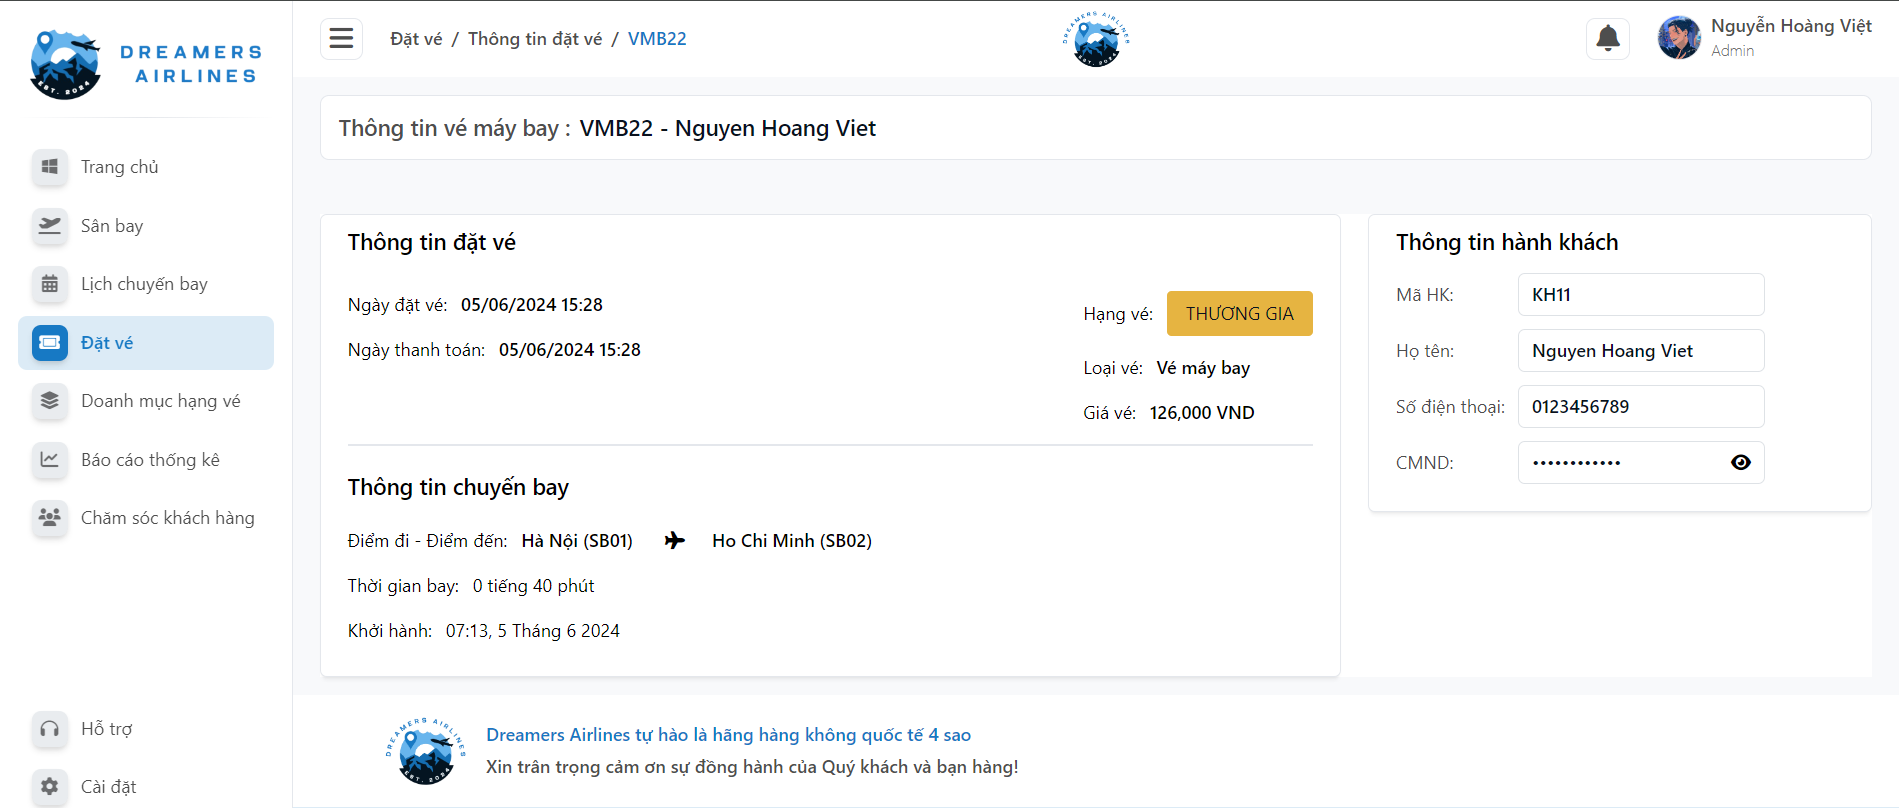 DREAMERS
AIRLINES
Trang chủ
Sân bay
Lịch chuyến bay
Đặt vé
Doanh mục hạng vé
Báo cáo thống kê
Chăm sóc khách hàng
Hỗ trợ
Cài đặt
EST. 2024
Đặt vé / Thông tin đặt vé / VMB22
DREAMERS AIRLINES
EST. 2024
Nguyễn Hoàng Việt
Admin
Thông tin vé máy bay : VMB22 - Nguyen Hoang Viet
Thông tin đặt vé
Ngày đặt vé: 05/06/2024 15:28
Ngày thanh toán: 05/06/2024 15:28
Hạng vé: THƯƠNG GIA
Loại vé: Vé máy bay
Giá vé: 126,000 VND
Thông tin chuyến bay
Điểm đi - Điểm đến: Hà Nội (SB01) Ho Chi Minh (SB02)
Thời gian bay: 0 tiếng 40 phút
Khởi hành: 07:13, 5 Tháng 6 2024
Thông tin hành khách
Mã HK: KH11
Họ tên: Nguyen Hoang Viet
Số điện thoại: 0123456789
CMND: ••••••••••••
DREAMERS AIRLINES
EST. 2024
Dreamers Airlines tự hào là hãng hàng không quốc tế 4 sao
Xin trân trọng cảm ơn sự đồng hành của Quý khách và bạn hàng!